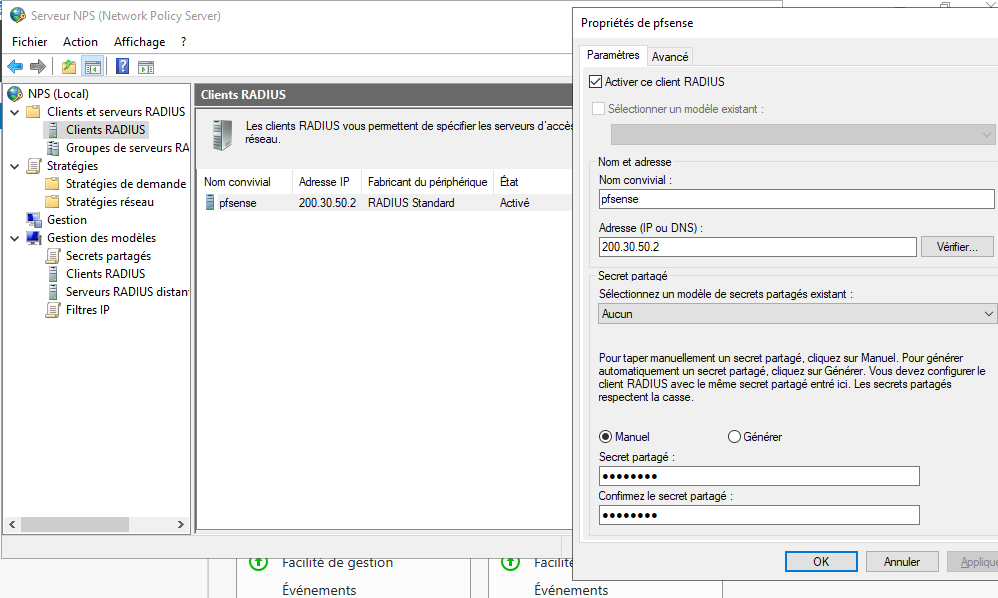 Serveur NPS (Network Policy Server)
Fichier Action Affichage ?
NPS (Local)
Clients et serveurs RADIUS
Clients RADIUS
Groupes de serveurs RA
Stratégies
Stratégies de demande
Stratégies réseau
Gestion
Gestion des modèles
Secrets partagés
Clients RADIUS
Serveurs RADIUS distan
Filtres IP
Clients RADIUS
Les clients RADIUS vous permettent de spécifier les serveurs d'accès
réseau.
Nom convivial Adresse IP Fabricant du périphérique État
pfsense 200.30.50.2 RADIUS Standard Activé
Propriétés de pfsense
Paramètres Avancé
Activer ce client RADIUS
Sélectionner un modèle existant :
Nom et adresse
Nom convivial :
pfsense
Adresse (IP ou DNS) :
200.30.50.2 Vérifier...
Secret partagé
Sélectionnez un modèle de secrets partagés existant :
Aucun
Pour taper manuellement un secret partagé, cliquez sur Manuel. Pour générer
automatiquement un secret partagé, cliquez sur Générer. Vous devez configurer le
client RADIUS avec le même secret partagé entré ici. Les secrets partagés
respectent la casse.
Manuel Générer
Secret partagé :
●●●●●●●●
Confirmez le secret partagé :
●●●●●●●●
OK Annuler Applique
Facilité de gestion Facilité
Événements Événements